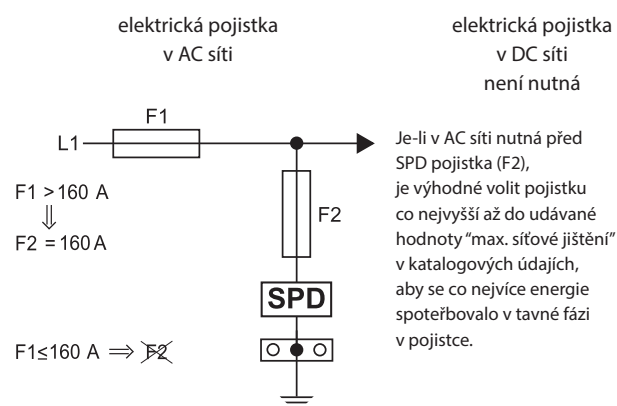 elektrická pojistka
v AC síti
elektrická pojistka
v DC síti
není nutná
F1
L1
F1 >160 A
⇓
F2 = 160 A
F2
SPD
F1≤160 A ⇒ F2
Je-li v AC síti nutná před
SPD pojistka (F2),
je výhodné volit pojistku
co nejvyšší až do udávané
hodnoty “max. síťové jištění”
v katalogových údajích,
aby se co nejvíce energie
spoteřbovalo v tavné fázi
v pojistce.